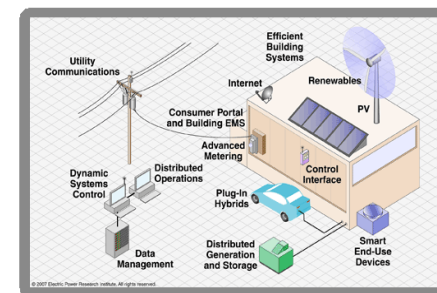 Efficient
Building
Systems
Utility
Communications
Internet
Renewables
PV
Consumer Portal
and Building EMS
Advanced
Metering
Control
Interface
Dynamic
Systems
Control
Distributed
Operations
Plug-In
Hybrids
Data
Management
Distributed
Generation
and Storage
Smart
End-Use
Devices
© 2007 Electric Power Research Institute, All rights reserved.